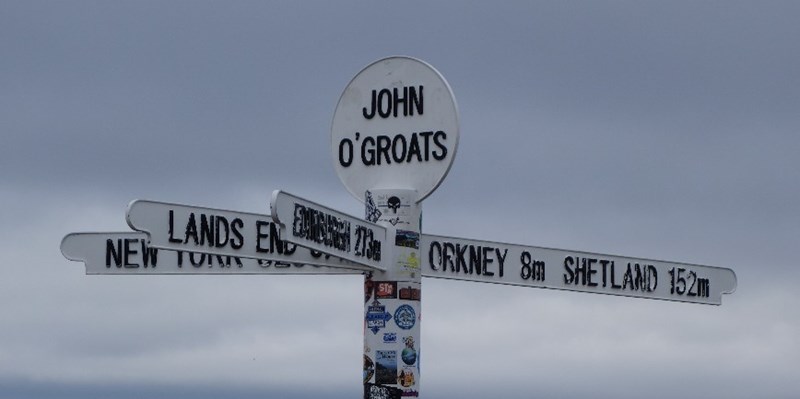 JOHN
O'GROATS
EDINBURGH 273m
LANDS END
NEW YORK
ORKNEY 8m SHETLAND 152m